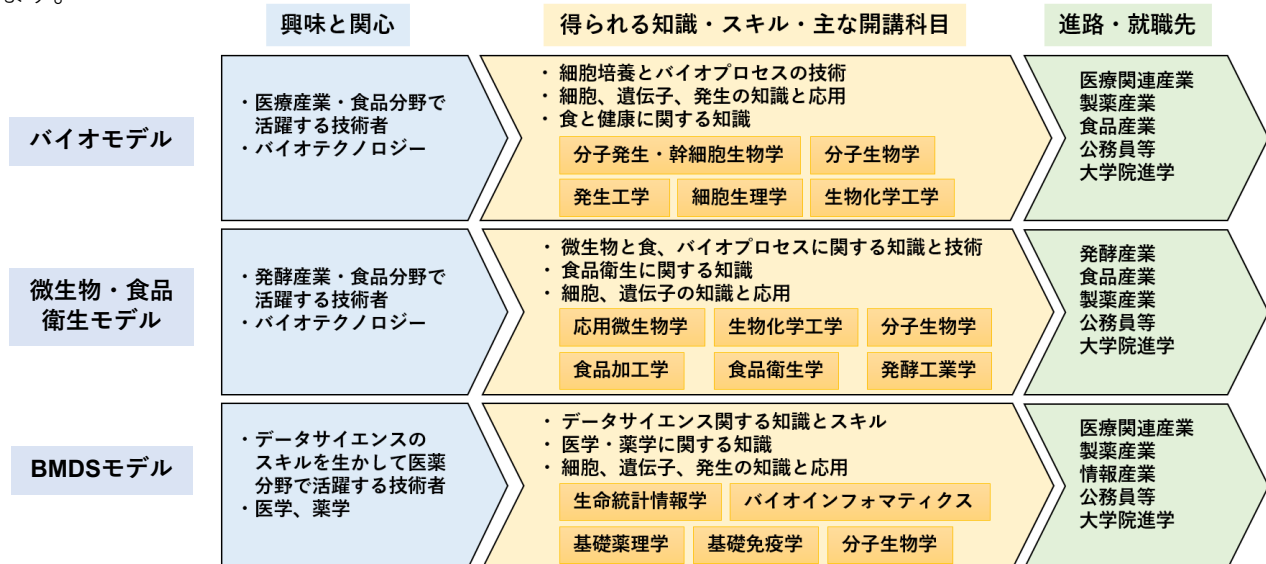 ます。
興味と関心
得られる知識・スキル・主な開講科目
進路・就職先
バイオモデル
・医療産業・食品分野で
活躍する技術者
・バイオテクノロジー
・ 細胞培養とバイオプロセスの技術
・ 細胞、遺伝子、発生の知識と応用
・ 食と健康に関する知識
分子発生・幹細胞生物学
分子生物学
発生工学
細胞生理学
生物化学工学
医療関連産業
製薬産業
食品産業
公務員等
大学院進学
微生物・食品
衛生モデル
・発酵産業・食品分野で
活躍する技術者
・バイオテクノロジー
・ 微生物と食、バイオプロセスに関する知識と技術
・ 食品衛生に関する知識
・ 細胞、遺伝子の知識と応用
応用微生物学
生物化学工学
分子生物学
食品加工学
食品衛生学
発酵工業学
発酵産業
食品産業
製薬産業
公務員等
大学院進学
BMDSモデル
・データサイエンスの
スキルを生かして医薬
分野で活躍する技術者
・医学、薬学
・ データサイエンス関する知識とスキル
・ 医学・薬学に関する知識
・ 細胞、遺伝子、発生の知識と応用
生命統計情報学
バイオインフォマティクス
基礎薬理学
基礎免疫学
分子生物学
医療関連産業
製薬産業
情報産業
公務員等
大学院進学